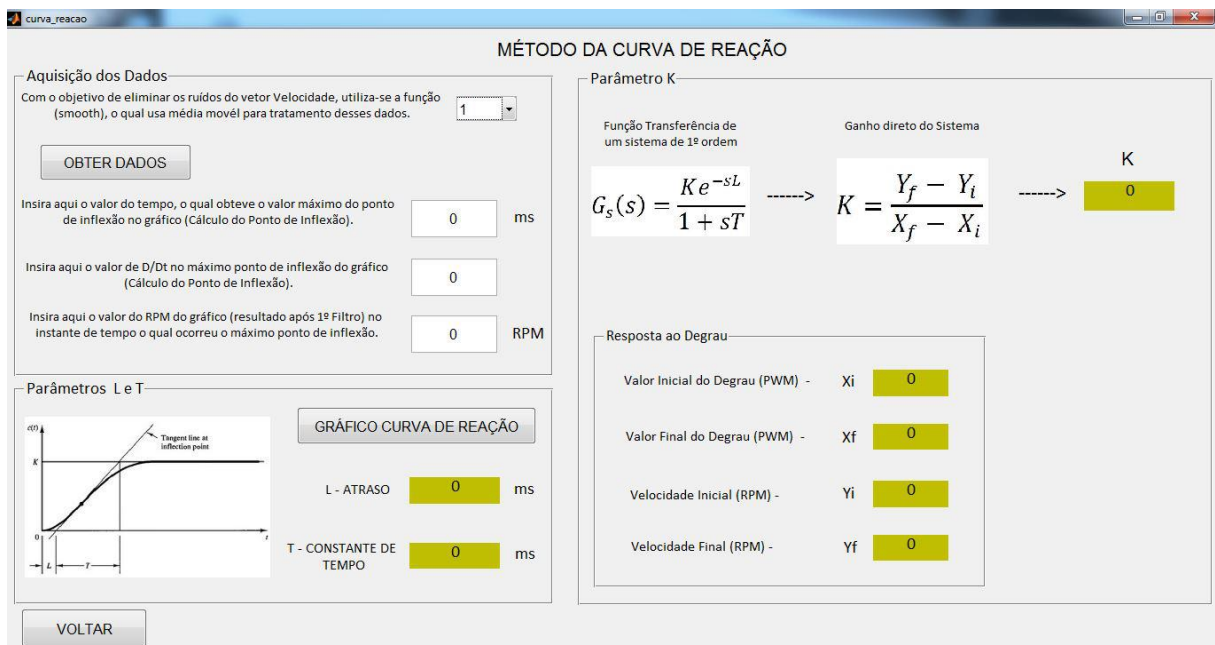 curva_reacao
MÉTODO DA CURVA DE REAÇÃO
Aquisição dos Dados
Com o objetivo de eliminar os ruídos do vetor Velocidade, utiliza-se a função
(smooth), o qual usa média movél para tratamento desses dados.
1
OBTER DADOS
Insira aqui o valor do tempo, o qual obteve o valor máximo do ponto
de inflexão no gráfico (Cálculo do Ponto de Inflexão).
0 ms
Insira aqui o valor de D/Dt no máximo ponto de inflexão do gráfico
(Cálculo do Ponto de Inflexão).
0
Insira aqui o valor do RPM do gráfico (resultado após 1º Filtro) no
instante de tempo o qual ocorreu o máximo ponto de inflexão.
0 RPM
Parâmetros L e T
c(t)
Tangent line at
inflection point
K
0
t
L
T
GRÁFICO CURVA DE REAÇÃO
L - ATRASO 0 ms
T - CONSTANTE DE
TEMPO
0 ms
VOLTAR
Parâmetro K
Função Transferência de
um sistema de 1º ordem
G_s(s) = Ke^{-sL} / (1 + sT)
------>
Ganho direto do Sistema
K = (Y_f - Y_i) / (X_f - X_i)
------>
K
0
Resposta ao Degrau
Valor Inicial do Degrau (PWM) - Xi 0
Valor Final do Degrau (PWM) - Xf 0
Velocidade Inicial (RPM) - Yi 0
Velocidade Final (RPM) - Yf 0